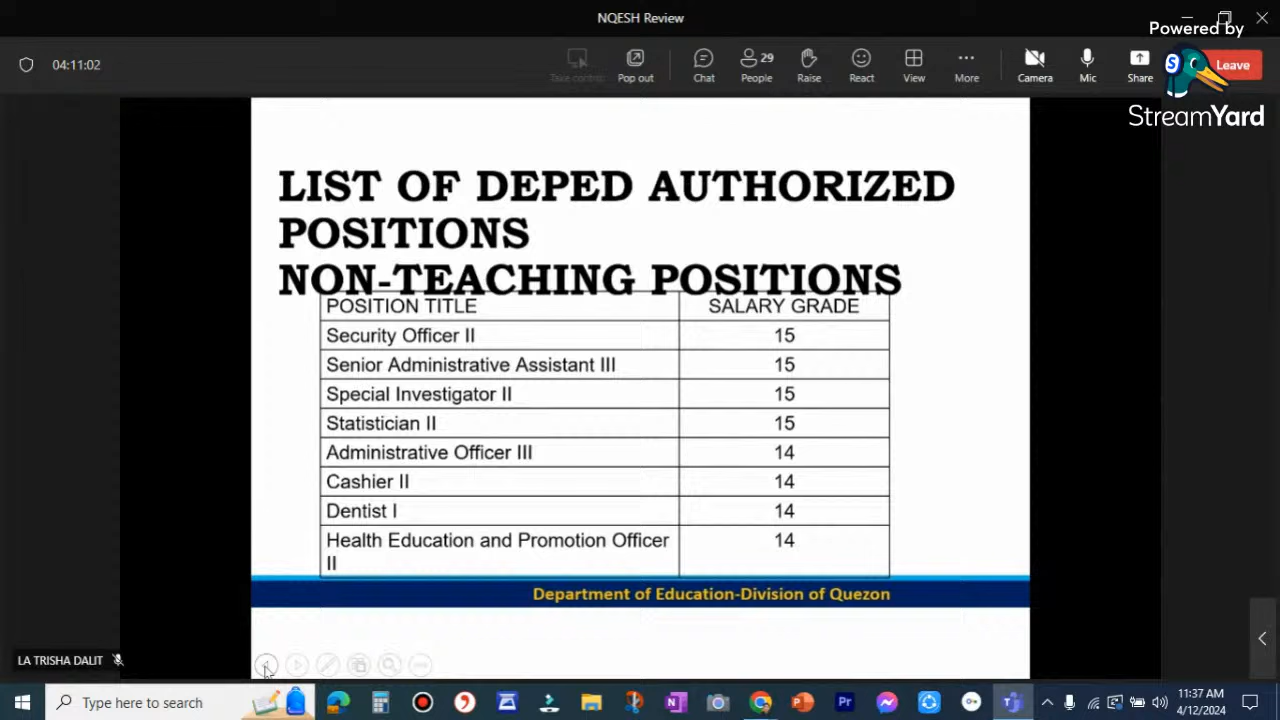 NQESH Review
Powered by
StreamYard
04:11:02
Take control
Pop out
Chat
29
People
Raise
React
View
More
Camera
Mic
Share
Leave
LIST OF DEPED AUTHORIZED
POSITIONS
NON-TEACHING POSITIONS
POSITION TITLE SALARY GRADE
Security Officer II 15
Senior Administrative Assistant III 15
Special Investigator II 15
Statistician II 15
Administrative Officer III 14
Cashier II 14
Dentist I 14
Health Education and Promotion Officer 14
II
Department of Education-Division of Quezon
LA TRISHA DALIT
Type here to search
11:37 AM
4/12/2024